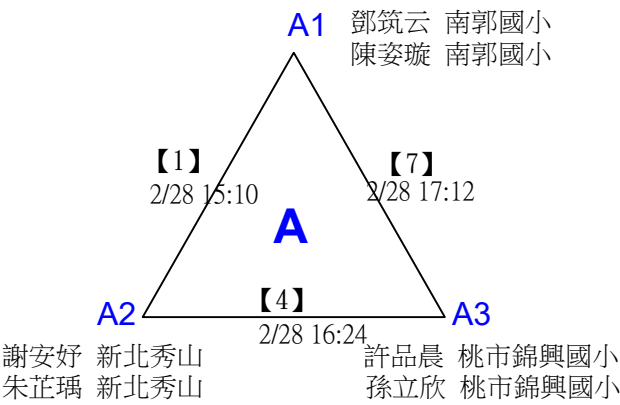 A1
鄧筑云 南郭國小
陳姿璇 南郭國小
【1】
2/28 15:10
【7】
2/28 17:12
A
【4】
2/28 16:24
A2
謝安妤 新北秀山
朱芷瑀 新北秀山
A3
許品晨 桃市錦興國小
孫立欣 桃市錦興國小